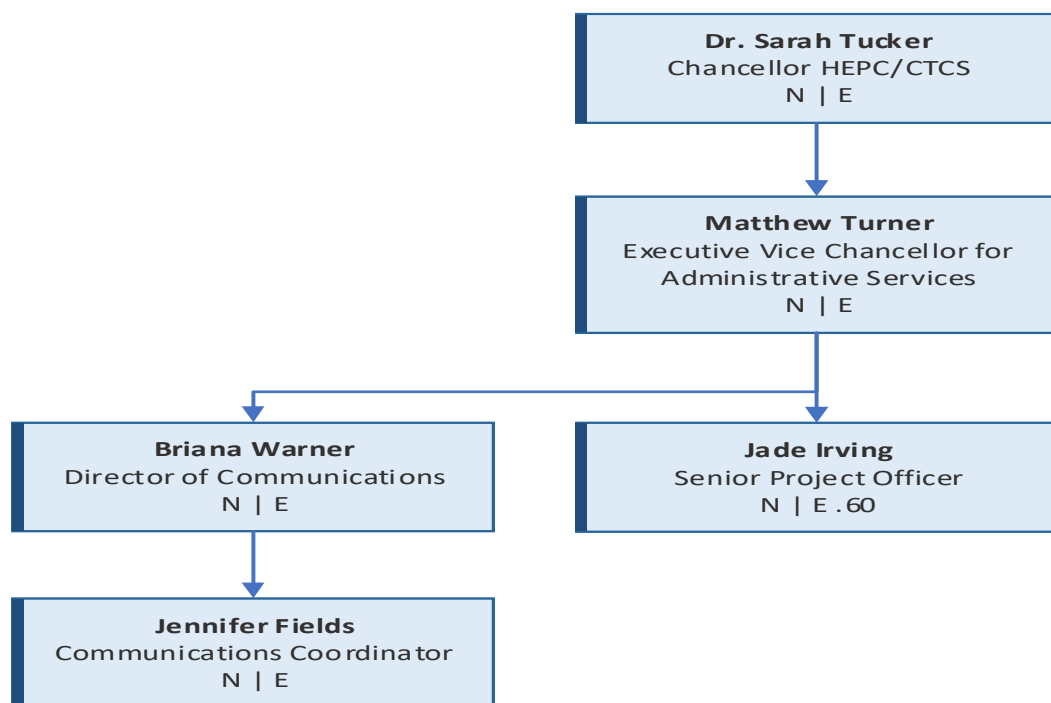 Dr. Sarah Tucker
Chancellor HEPC/CTCS
N | E
Matthew Turner
Executive Vice Chancellor for
Administrative Services
N | E
Briana Warner
Director of Communications
N | E
Jade Irving
Senior Project Officer
N | E .60
Jennifer Fields
Communications Coordinator
N | E